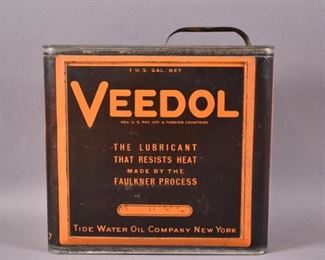 1 U.S. GAL. NET
VEEDOL
REG. U. S. PAT. OFF. & FOREIGN COUNTRIES
THE LUBRICANT
THAT RESISTS HEAT
MADE BY THE
FAULKNER PROCESS
TIDE WATER OIL COMPANY NEW YORK